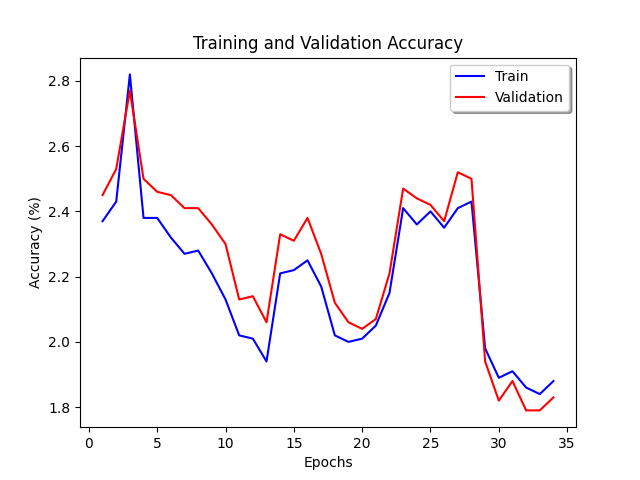 Training and Validation Accuracy
Train
Validation
2.8
2.6
2.4
2.2
2.0
1.8
Accuracy (%)
0 5 10 15 20 25 30 35
Epochs